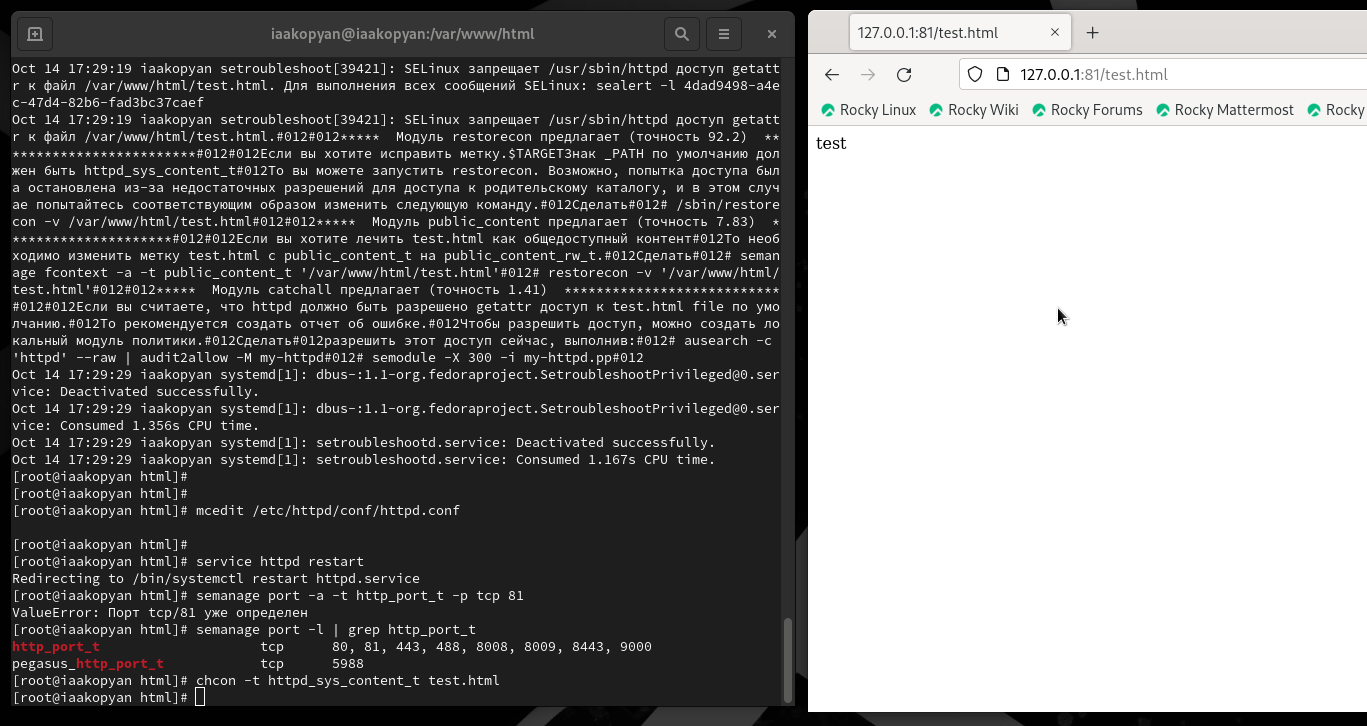 iaakopyan@iaakopyan:/var/www/html
Oct 14 17:29:19 iaakopyan setroubleshoot[39421]: SELinux запрещает /usr/sbin/httpd доступ getatt
r к файл /var/www/html/test.html. Для выполнения всех сообщений SELinux: sealert -l 4dad9498-a4e
c-47d4-82b6-fad3bc37caef
Oct 14 17:29:19 iaakopyan setroubleshoot[39421]: SELinux запрещает /usr/sbin/httpd доступ getatt
r к файл /var/www/html/test.html.#012#012*****  Модуль restorecon предлагает (точность 92.2)  **
***********************#012#012Если вы хотите исправить метку.$TARGETЗнак _PATH по умолчанию дол
жен быть httpd_sys_content_t#012То вы можете запустить restorecon. Возможно, попытка доступа был
а остановлена из-за недостаточных разрешений для доступа к родительскому каталогу, и в этом случ
ае попытайтесь соответствующим образом изменить следующую команду.#012Сделать#012# /sbin/restore
con -v /var/www/html/test.html#012#012*****  Модуль public_content предлагает (точность 7.83)  *
********************#012#012Если вы хотите лечить test.html как общедоступный контент#012То необ
ходимо изменить метку test.html с public_content_t на public_content_rw_t.#012Сделать#012# seman
age fcontext -a -t public_content_t '/var/www/html/test.html'#012# restorecon -v '/var/www/html/
test.html'#012#012*****  Модуль catchall предлагает (точность 1.41)  ***************************
#012#012Если вы считаете, что httpd должно быть разрешено getattr доступ к test.html file по умо
лчанию.#012То рекомендуется создать отчет об ошибке.#012Чтобы разрешить доступ, можно создать ло
кальный модуль политики.#012Сделать#012разрешить этот доступ сейчас, выполнив:#012# ausearch -c
'httpd' --raw | audit2allow -M my-httpd#012# semodule -X 300 -i my-httpd.pp#012
Oct 14 17:29:29 iaakopyan systemd[1]: dbus-:1.1-org.fedoraproject.SetroubleshootPrivileged@0.ser
vice: Deactivated successfully.
Oct 14 17:29:29 iaakopyan systemd[1]: dbus-:1.1-org.fedoraproject.SetroubleshootPrivileged@0.ser
vice: Consumed 1.356s CPU time.
Oct 14 17:29:29 iaakopyan systemd[1]: setroubleshootd.service: Deactivated successfully.
Oct 14 17:29:29 iaakopyan systemd[1]: setroubleshootd.service: Consumed 1.167s CPU time.
[root@iaakopyan html]#
[root@iaakopyan html]#
[root@iaakopyan html]# mcedit /etc/httpd/conf/httpd.conf
[root@iaakopyan html]#
[root@iaakopyan html]# service httpd restart
Redirecting to /bin/systemctl restart httpd.service
[root@iaakopyan html]# semanage port -a -t http_port_t -p tcp 81
ValueError: Порт tcp/81 уже определен
[root@iaakopyan html]# semanage port -l | grep http_port_t
http_port_t                    tcp      80, 81, 443, 488, 8008, 8009, 8443, 9000
pegasus_http_port_t            tcp      5988
[root@iaakopyan html]# chcon -t httpd_sys_content_t test.html
[root@iaakopyan html]#
127.0.0.1:81/test.html
127.0.0.1:81/test.html
Rocky Linux Rocky Wiki Rocky Forums Rocky Mattermost Rocky
test